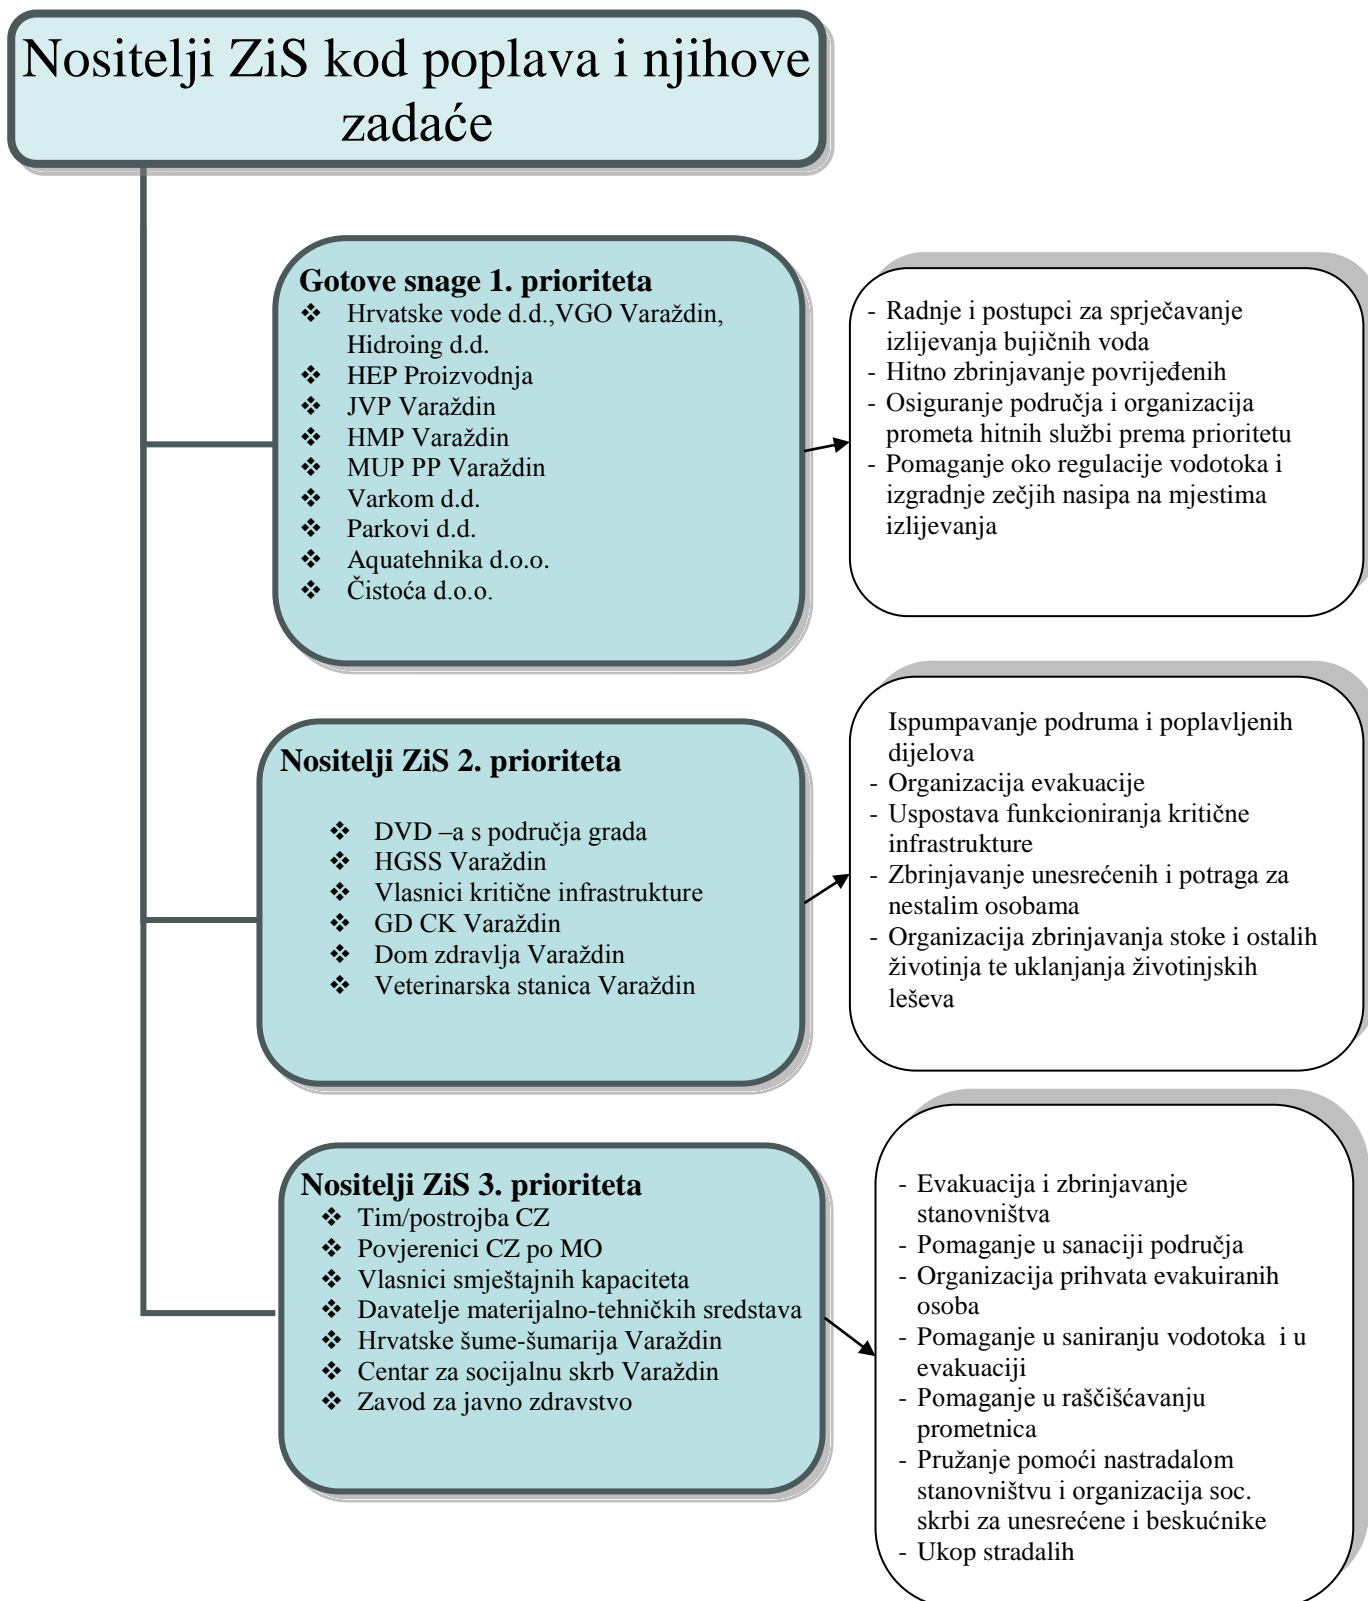 Nositelji ZiS kod poplava i njihove
zadaće
Gotove snage 1. prioriteta
❖ Hrvatske vode d.d.,VGO Varaždin,
Hidroing d.d.
❖ HEP Proizvodnja
❖ JVP Varaždin
❖ HMP Varaždin
❖ MUP PP Varaždin
❖ Varkom d.d.
❖ Parkovi d.d.
❖ Aquatehnika d.o.o.
❖ Čistoća d.o.o.
- Radnje i postupci za sprječavanje
izlijevanja bujičnih voda
- Hitno zbrinjavanje povrijeđenih
- Osiguranje područja i organizacija
prometa hitnih službi prema prioritetu
- Pomaganje oko regulacije vodotoka i
izgradnje zečjih nasipa na mjestima
izlijevanja
Nositelji ZiS 2. prioriteta
❖ DVD –a s područja grada
❖ HGSS Varaždin
❖ Vlasnici kritične infrastrukture
❖ GD CK Varaždin
❖ Dom zdravlja Varaždin
❖ Veterinarska stanica Varaždin
Ispumpavanje podruma i poplavljenih
dijelova
- Organizacija evakuacije
- Uspostava funkcioniranja kritične
infrastrukture
- Zbrinjavanje unesrećenih i potraga za
nestalim osobama
- Organizacija zbrinjavanja stoke i ostalih
životinja te uklanjanja životinjskih
leševa
Nositelji ZiS 3. prioriteta
❖ Tim/postrojba CZ
❖ Povjerenici CZ po MO
❖ Vlasnici smještajnih kapaciteta
❖ Davatelje materijalno-tehničkih sredstava
❖ Hrvatske šume-šumarija Varaždin
❖ Centar za socijalnu skrb Varaždin
❖ Zavod za javno zdravstvo
- Evakuacija i zbrinjavanje
stanovništva
- Pomaganje u sanaciji područja
- Organizacija prihvata evakuiranih
osoba
- Pomaganje u saniranju vodotoka i u
evakuaciji
- Pomaganje u raščišćavanju
prometnica
- Pružanje pomoći nastradalom
stanovništvu i organizacija soc.
skrbi za unesrećene i beskućnike
- Ukop stradalih